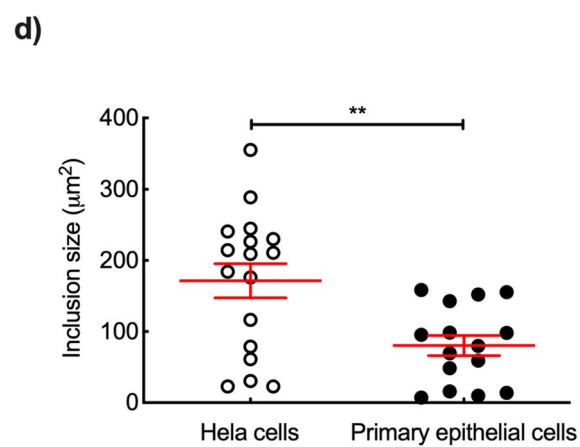 d)
**
400
300
200
100
0
Inclusion size (μm²)
Hela cells
Primary epithelial cells